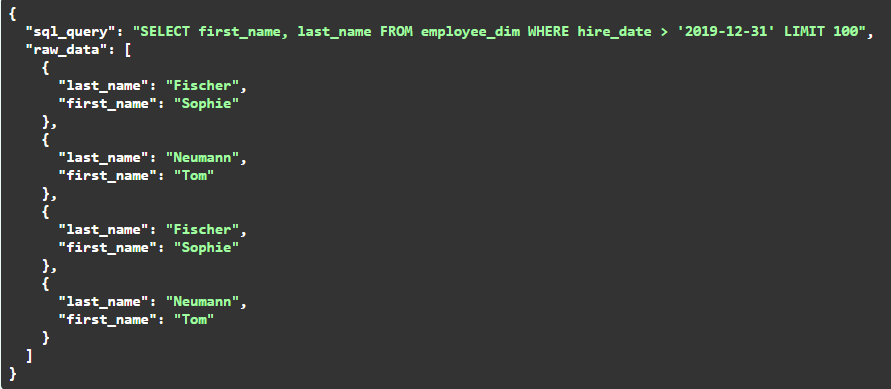 {
  "sql_query": "SELECT first_name, last_name FROM employee_dim WHERE hire_date > '2019-12-31' LIMIT 100",
  "raw_data": [
    {
      "last_name": "Fischer",
      "first_name": "Sophie"
    },
    {
      "last_name": "Neumann",
      "first_name": "Tom"
    },
    {
      "last_name": "Fischer",
      "first_name": "Sophie"
    },
    {
      "last_name": "Neumann",
      "first_name": "Tom"
    }
  ]
}